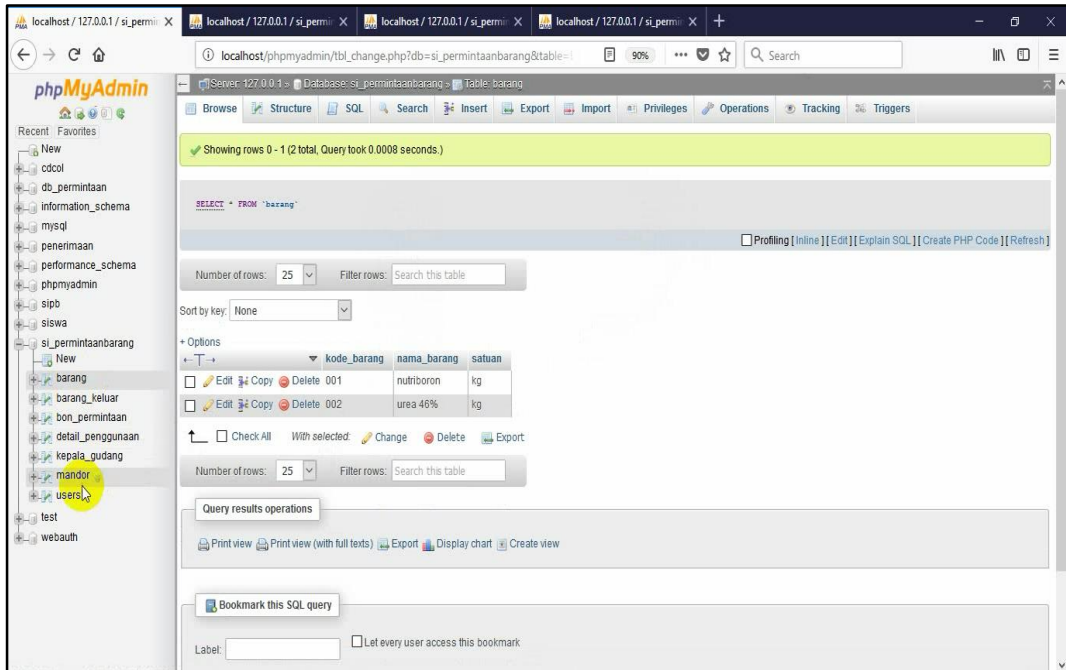 localhost / 127.0.0.1 / si_permin
localhost / 127.0.0.1 / si_permin
localhost / 127.0.0.1 / si_permin
localhost / 127.0.0.1 / si_permin
localhost/phpmyadmin/tbl_change.php?db=si_permintaanbarang&table=
90%
Search
phpMyAdmin
Recent Favorites
New
cdcol
db_permintaan
information_schema
mysql
penerimaan
performance_schema
phpmyadmin
sipb
siswa
si_permintaanbarang
New
barang
barang_keluar
bon_permintaan
detail_penggunaan
kepala_gudang
mandor
users
test
webauth
Server: 127.0.0.1 » Database: si_permintaanbarang » Table: barang
Browse Structure SQL Search Insert Export Import Privileges Operations Tracking Triggers
Showing rows 0 - 1 (2 total, Query took 0.0008 seconds.)
SELECT * FROM `barang`
Profiling [ Inline ] [ Edit ] [ Explain SQL ] [ Create PHP Code ] [ Refresh ]
Number of rows: 25 Filter rows: Search this table
Sort by key: None
+ Options
kode_barang nama_barang satuan
Edit Copy Delete 001 nutriboron kg
Edit Copy Delete 002 urea 46% kg
Check All With selected: Change Delete Export
Number of rows: 25 Filter rows: Search this table
Query results operations
Print view Print view (with full texts) Export Display chart Create view
Bookmark this SQL query
Label: Let every user access this bookmark